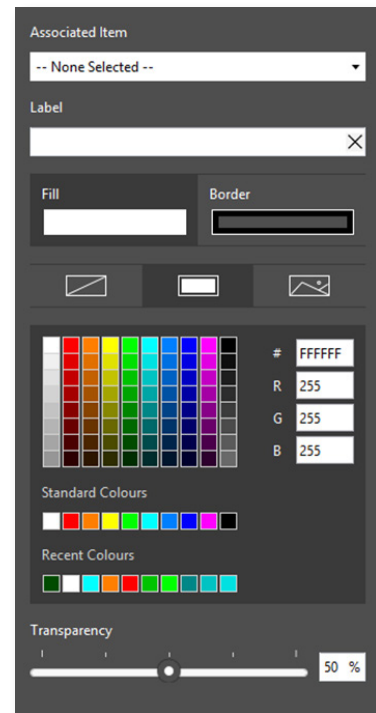 Associated Item
-- None Selected --
Label
Fill Border
# FFFFFF
R 255
G 255
B 255
Standard Colours
Recent Colours
Transparency
50 %